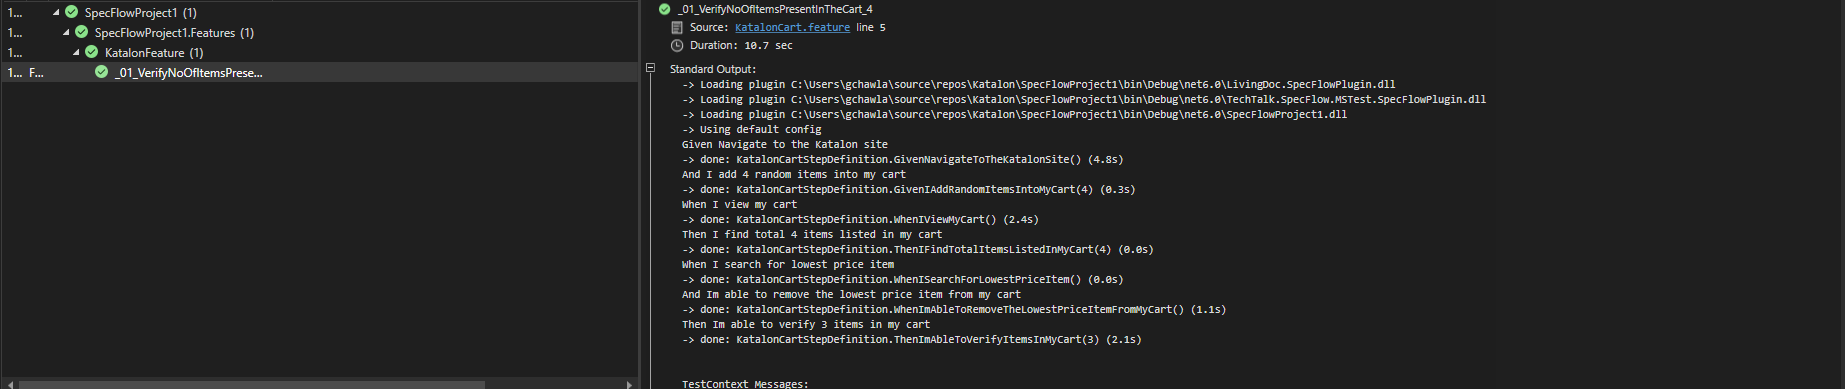 1... SpecFlowProject1 (1)
1... SpecFlowProject1.Features (1)
1... KatalonFeature (1)
1... F... _01_VerifyNoOfItemsPrese...
_01_VerifyNoOfItemsPresentInTheCart_4
Source: KatalonCart.feature line 5
Duration: 10.7 sec
Standard Output:
-> Loading plugin C:\Users\gchawla\source\repos\Katalon\SpecFlowProject1\bin\Debug\net6.0\LivingDoc.SpecFlowPlugin.dll
-> Loading plugin C:\Users\gchawla\source\repos\Katalon\SpecFlowProject1\bin\Debug\net6.0\TechTalk.SpecFlow.MSTest.SpecFlowPlugin.dll
-> Loading plugin C:\Users\gchawla\source\repos\Katalon\SpecFlowProject1\bin\Debug\net6.0\SpecFlowProject1.dll
-> Using default config
Given Navigate to the Katalon site
-> done: KatalonCartStepDefinition.GivenNavigateToTheKatalonSite() (4.8s)
And I add 4 random items into my cart
-> done: KatalonCartStepDefinition.GivenIAddRandomItemsIntoMyCart(4) (0.3s)
When I view my cart
-> done: KatalonCartStepDefinition.WhenIViewMyCart() (2.4s)
Then I find total 4 items listed in my cart
-> done: KatalonCartStepDefinition.ThenIFindTotalItemsListedInMyCart(4) (0.0s)
When I search for lowest price item
-> done: KatalonCartStepDefinition.WhenISearchForLowestPriceItem() (0.0s)
And Im able to remove the lowest price item from my cart
-> done: KatalonCartStepDefinition.WhenImAbleToRemoveTheLowestPriceItemFromMyCart() (1.1s)
Then Im able to verify 3 items in my cart
-> done: KatalonCartStepDefinition.ThenImAbleToVerifyItemsInMyCart(3) (2.1s)
TestContext Messages: